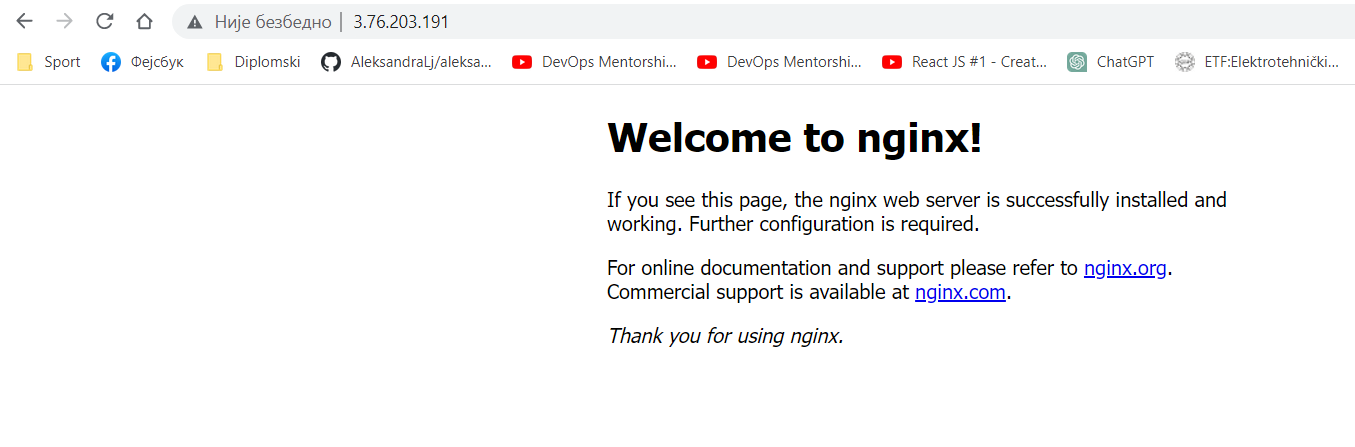 Није безбедно | 3.76.203.191
Sport Фејсбук Diplomski AleksandraLj/aleksa... DevOps Mentorshi... DevOps Mentorshi... React JS #1 - Creat... ChatGPT ETF:Elektrotehnički...
Welcome to nginx!
If you see this page, the nginx web server is successfully installed and
working. Further configuration is required.
For online documentation and support please refer to nginx.org.
Commercial support is available at nginx.com.
Thank you for using nginx.